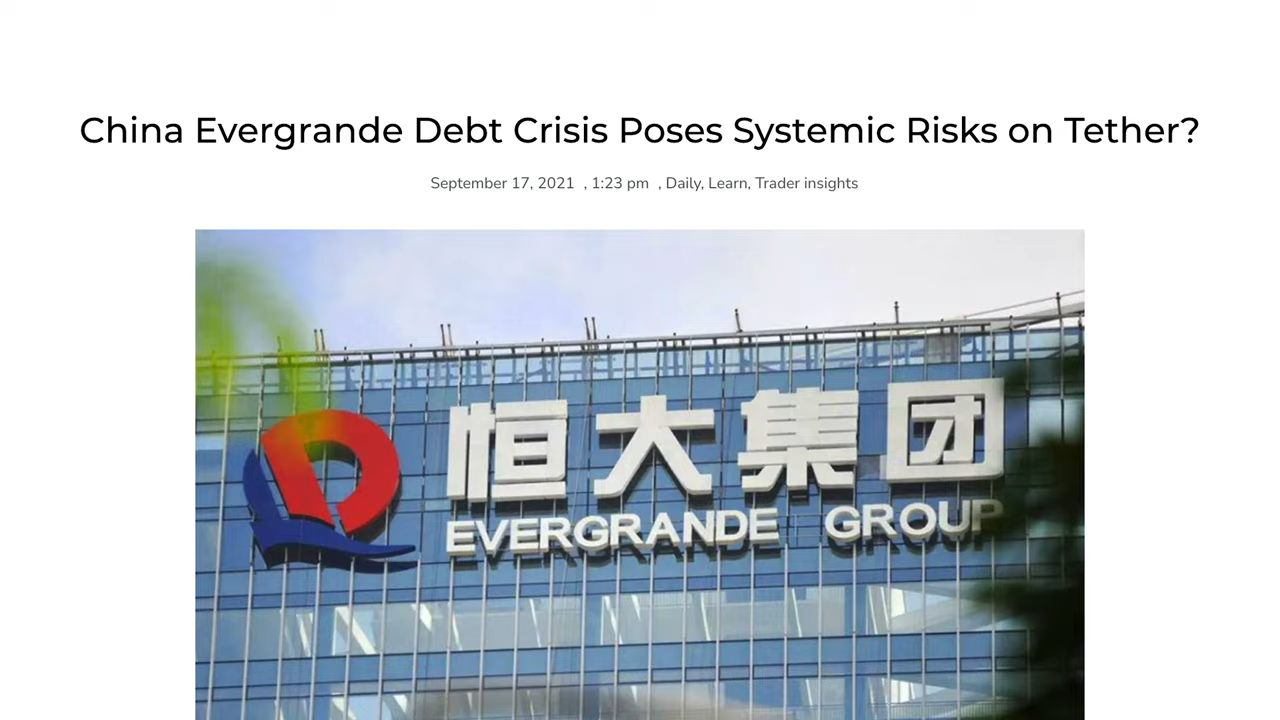 China Evergrande Debt Crisis Poses Systemic Risks on Tether?
September 17, 2021 , 1:23 pm , Daily, Learn, Trader insights
恒大集团
EVERGRANDE GROUP